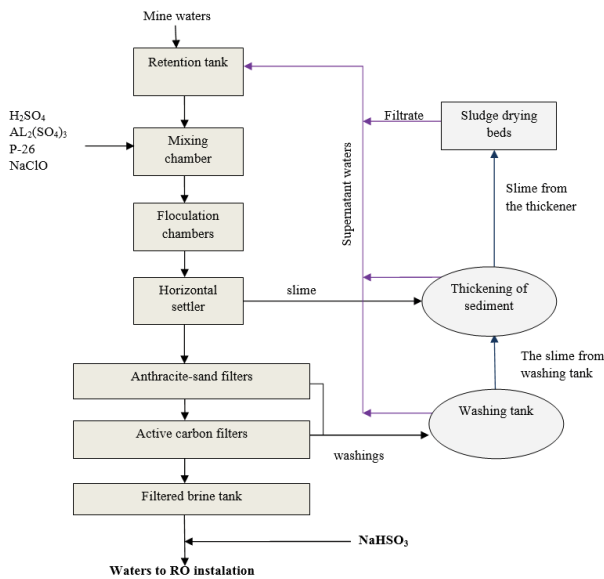 Mine waters
Retention tank
H₂SO₄
AL₂(SO₄)₃
P-26
NaClO
Mixing
chamber
Floculation
chambers
Horizontal
settler
slime
Supernatant waters
Filtrate
Sludge drying
beds
Slime from
the thickener
Thickening of
sediment
The slime from
washing tank
Washing tank
Anthracite-sand filters
Active carbon filters
washings
Filtered brine tank
NaHSO₃
Waters to RO instalation